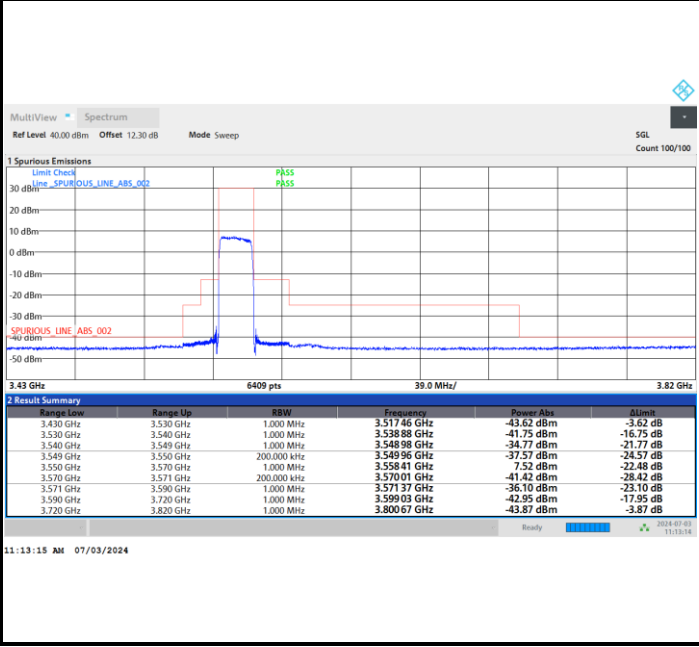 MultiView Spectrum
Ref Level 40.00 dBm Offset 12.30 dB Mode Sweep SGL
Count 100/100
1 Spurious Emissions
Limit Check PASS
Line _SPURIOUS_LINE_ABS_002 PASS
30 dBm
20 dBm
10 dBm
0 dBm
-10 dBm
-20 dBm
-30 dBm
SPURIOUS_LINE_ABS_002
-40 dBm
-50 dBm
3.43 GHz 6409 pts 39.0 MHz/ 3.82 GHz
2 Result Summary
Range Low Range Up RBW Frequency Power Abs ΔLimit
3.430 GHz 3.530 GHz 1.000 MHz 3.517 46 GHz -43.62 dBm -3.62 dB
3.530 GHz 3.540 GHz 1.000 MHz 3.538 88 GHz -41.75 dBm -16.75 dB
3.540 GHz 3.549 GHz 1.000 MHz 3.548 98 GHz -34.77 dBm -21.77 dB
3.549 GHz 3.550 GHz 200.000 kHz 3.549 96 GHz -37.57 dBm -24.57 dB
3.550 GHz 3.570 GHz 1.000 MHz 3.558 41 GHz 7.52 dBm -22.48 dB
3.570 GHz 3.571 GHz 200.000 kHz 3.570 01 GHz -41.42 dBm -28.42 dB
3.571 GHz 3.590 GHz 1.000 MHz 3.571 37 GHz -36.10 dBm -23.10 dB
3.590 GHz 3.720 GHz 1.000 MHz 3.599 03 GHz -42.95 dBm -17.95 dB
3.720 GHz 3.820 GHz 1.000 MHz 3.800 67 GHz -43.87 dBm -3.87 dB
Ready 2024-07-03
11:13:14
11:13:15 AM 07/03/2024